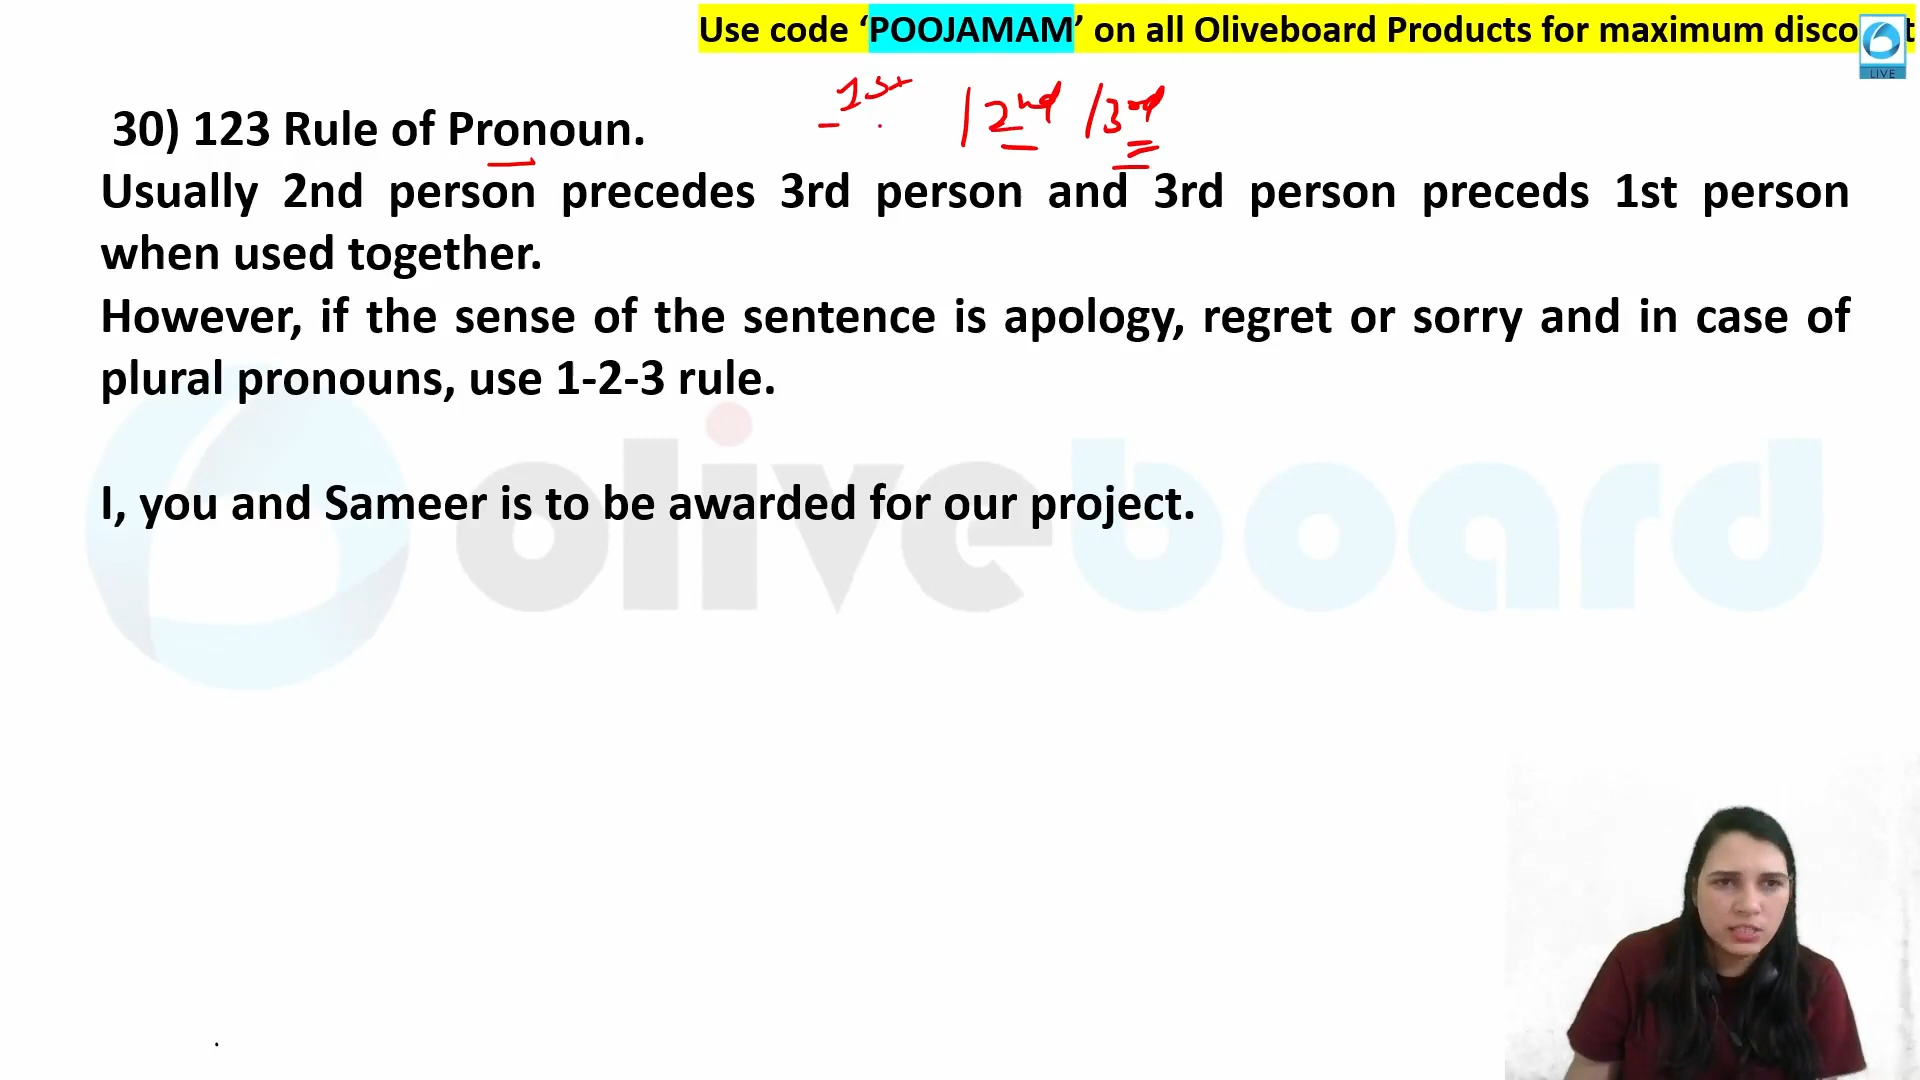 Use code ‘POOJAMAM’ on all Oliveboard Products for maximum disco t
LIVE
1st /2nd /3rd
30) 123 Rule of Pronoun.
Usually 2nd person precedes 3rd person and 3rd person preceds 1st person
when used together.
However, if the sense of the sentence is apology, regret or sorry and in case of
plural pronouns, use 1-2-3 rule.
oliveboard
I, you and Sameer is to be awarded for our project.